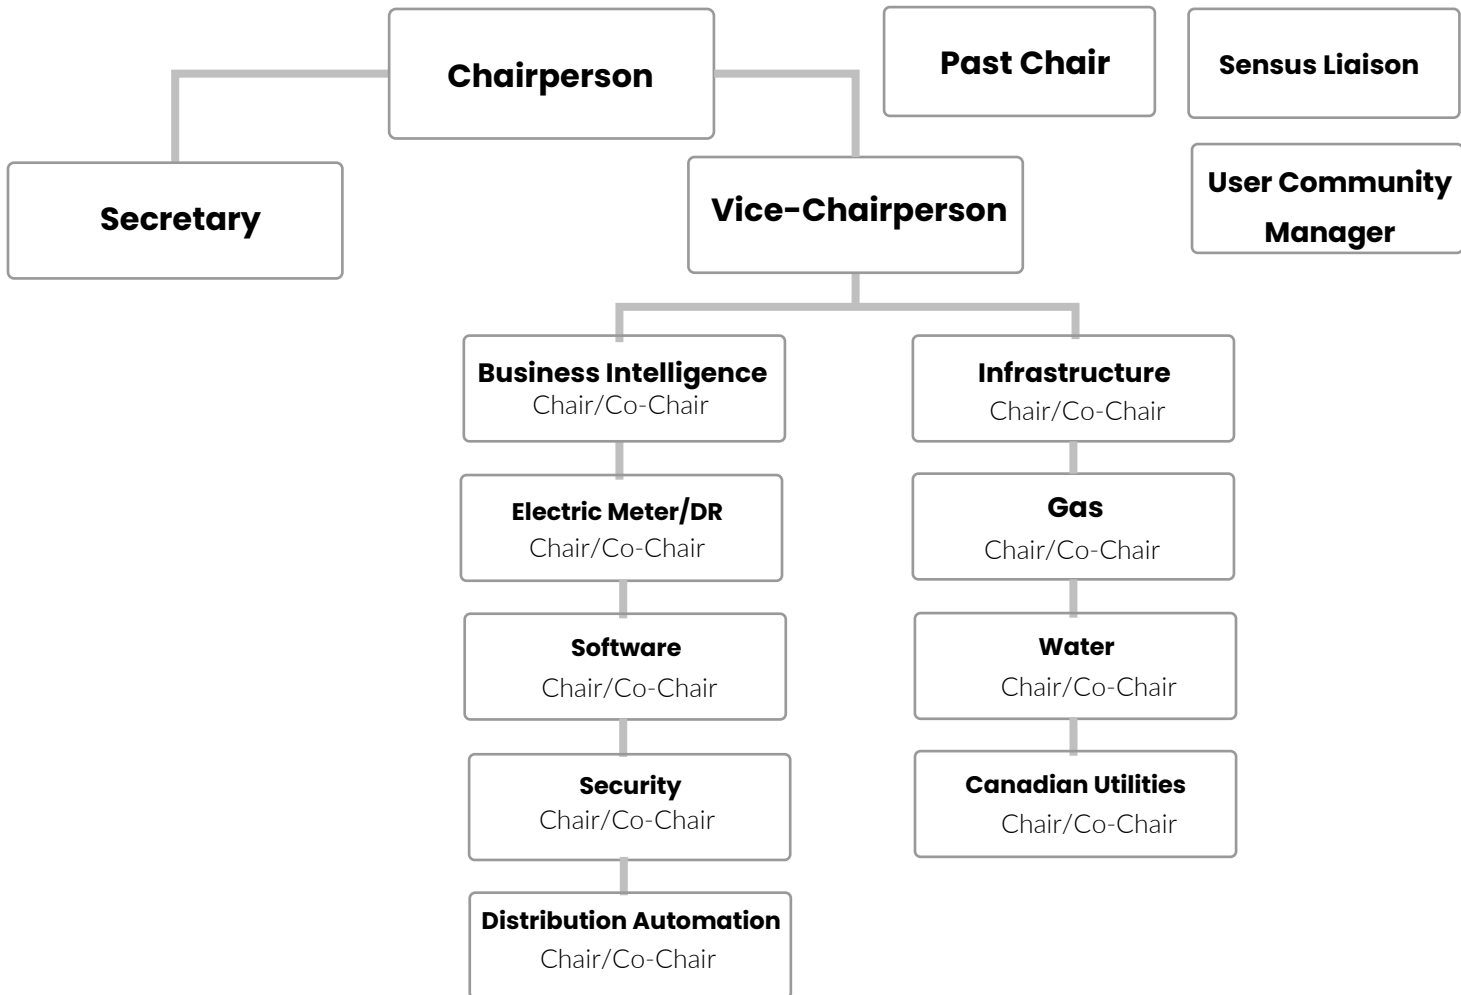 Chairperson
Past Chair
Sensus Liaison
Secretary
Vice-Chairperson
User Community
Manager
Business Intelligence
Chair/Co-Chair
Infrastructure
Chair/Co-Chair
Electric Meter/DR
Chair/Co-Chair
Gas
Chair/Co-Chair
Software
Chair/Co-Chair
Water
Chair/Co-Chair
Security
Chair/Co-Chair
Canadian Utilities
Chair/Co-Chair
Distribution Automation
Chair/Co-Chair